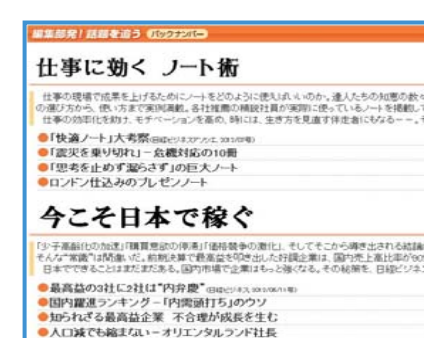 編集部発！話題を追う バックナンバー
仕事に効く ノート術
仕事の現場で成果を上げるためにノートをどのように使えばいいのか。達人たちの知恵の数々
の選び方から、使い方まで実例満載。各社推薦の精鋭社員が実際に使っているノートを掲載し
仕事の効率化を助け、モチベーションを高め、時には、生き方を見直す伴走者にもなるーー。そ
●「快適ノート」大考察
●「震災を乗り切れ」－危機対応の10冊
●「思考を止めず漏らさず」の巨大ノート
●ロンドン仕込みのプレゼンノート
今こそ日本で稼ぐ
「少子高齢化の加速」「購買意欲の停滞」「価格競争の激化」、そしてそこから導き出される結論
そんな“常識”は間違いだ。前期決算で最高益を叩き出した好調企業は、国内売上高比率が90
日本でできることはまだまだある。国内市場で企業はもっと強くなる。その秘策を、日経ビジネ
●最高益の3社に2社は“内弁慶”
●国内躍進ランキング－「内需頭打ち」のウソ
●知られざる最高益企業 不合理が成長を生む
●人口減でも縮まない－オリエンタルランド社長